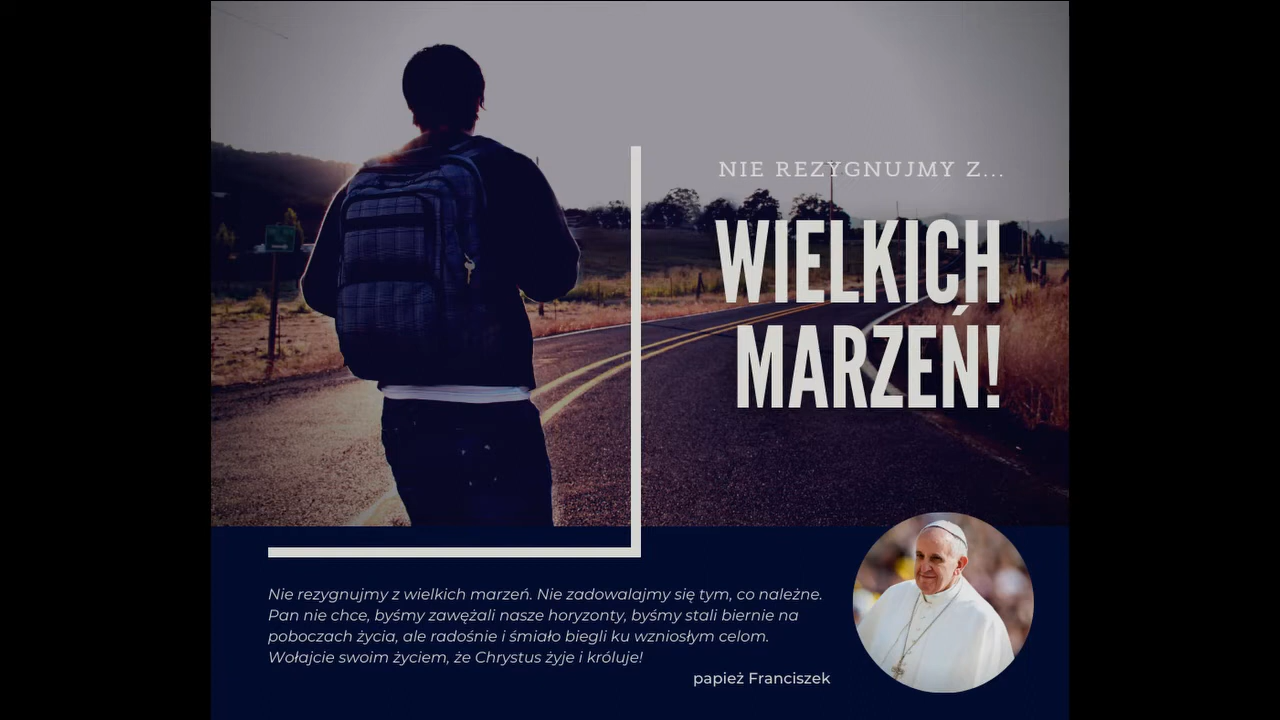 NIE REZYGNUJMY Z...
WIELKICH
MARZEŃ!
Nie rezygnujmy z wielkich marzeń. Nie zadowalajmy się tym, co należne.
Pan nie chce, byśmy zawężali nasze horyzonty, byśmy stali biernie na
poboczach życia, ale radośnie i śmiało biegli ku wzniosłym celom.
Wołajcie swoim życiem, że Chrystus żyje i króluje!
papież Franciszek